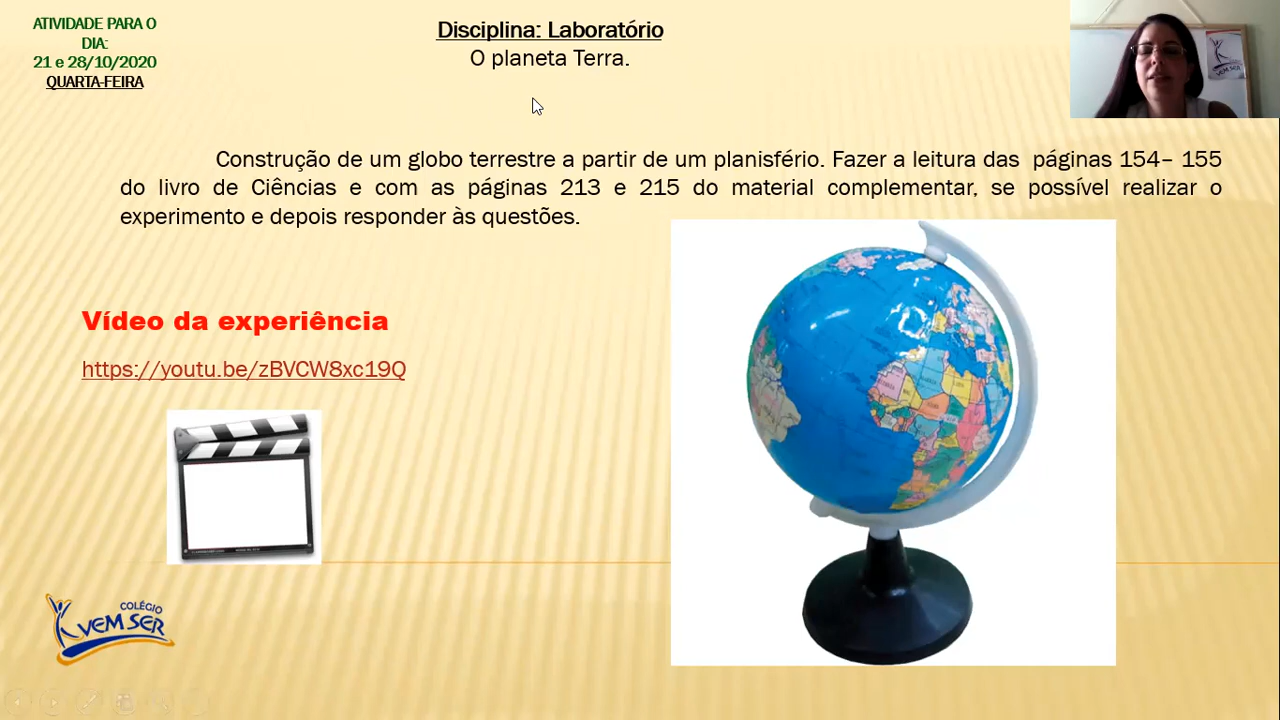 ATIVIDADE PARA O
DIA:
21 e 28/10/2020
QUARTA-FEIRA
Disciplina: Laboratório
O planeta Terra.
VEM SER
Construção de um globo terrestre a partir de um planisfério. Fazer a leitura das páginas 154– 155
do livro de Ciências e com as páginas 213 e 215 do material complementar, se possível realizar o
experimento e depois responder às questões.
Vídeo da experiência
https://youtu.be/zBVCW8xc19Q
COLÉGIO
VEM SER